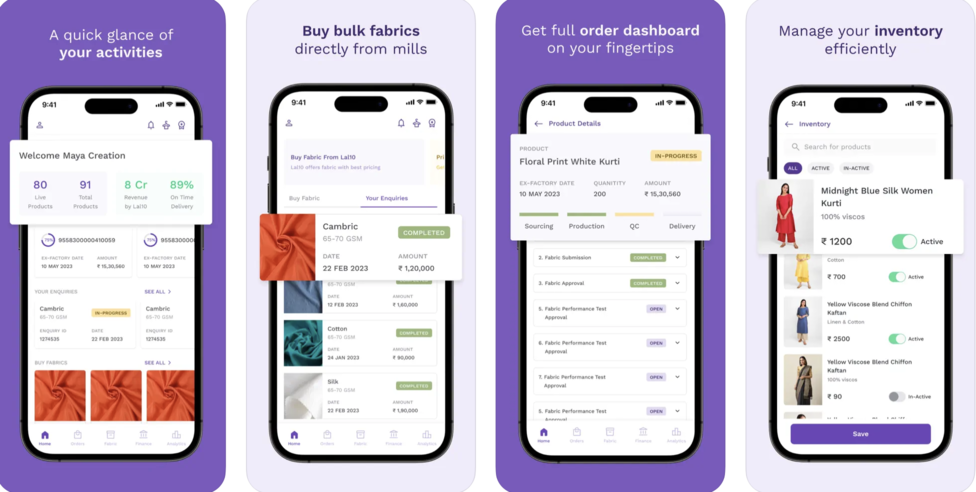 A quick glance of
your activities
9:41
Welcome Maya Creation
80
91
8 Cr
89%
Live
Products
Total
Products
Revenue
by Lal10
On Time
Delivery
70%
9558300000410059
70%
95583000
EX-FACTORY DATE
AMOUNT
EX-FACTORY DATE
10 MAY 2023
₹ 15,30,560
10 MAY 2023
YOUR ENQUIRIES
SEE ALL >
Cambric
65-70 GSM
IN-PROGRESS
Cambric
65-70 GSM
ENQUIRY ID
DATE
ENQUIRY ID
1274535
22 FEB 2023
1274535
BUY FABRICS
SEE ALL >
Home
Orders
Fabric
Finance
Analytics
Buy bulk fabrics
directly from mills
9:41
Buy Fabric From Lal10
Lal10 offers fabric with best pricing
Buy Fabric
Your Enquiries
Cambric
65-70 GSM
COMPLETED
DATE
AMOUNT
22 FEB 2023
₹ 1,20,000
65-70 GSM
DATE
AMOUNT
12 FEB 2023
₹ 1,60,000
Cotton
65-70 GSM
COMPLETED
DATE
AMOUNT
24 JAN 2023
₹ 90,000
Silk
65-70 GSM
COMPLETED
DATE
AMOUNT
22 FEB 2023
₹ 1,90,000
Home
Orders
Fabric
Finance
Analytics
Get full order dashboard
on your fingertips
9:41
← Product Details
PRODUCT
Floral Print White Kurti
IN-PROGRESS
EX-FACTORY DATE
QUANITITY
AMOUNT
10 MAY 2023
200
₹ 15,30,560
Sourcing
Production
QC
Delivery
2. Fabric Submission
COMPLETED
3. Fabric Approval
COMPLETED
5. Fabric Performance Test
Approval
OPEN
6. Fabric Performance Test
Approval
OPEN
7. Fabric Performance Test
Approval
OPEN
5. Fabric Performance Test
Approval
OPEN
Home
Orders
Fabric
Finance
Analytics
Manage your inventory
efficiently
9:41
← Inventory
Search for products
ALL
ACTIVE
IN-ACTIVE
Midnight Blue Silk Women
Kurti
100% viscos
₹ 1200
Active
Cotton
₹ 700
Active
Yellow Viscose Blend Chiffon
Kaftan
Linen & Cotton
₹ 2500
Active
Yellow Viscose Blend Chiffon
Kaftan
100% viscos
₹ 90
In-Active
Save